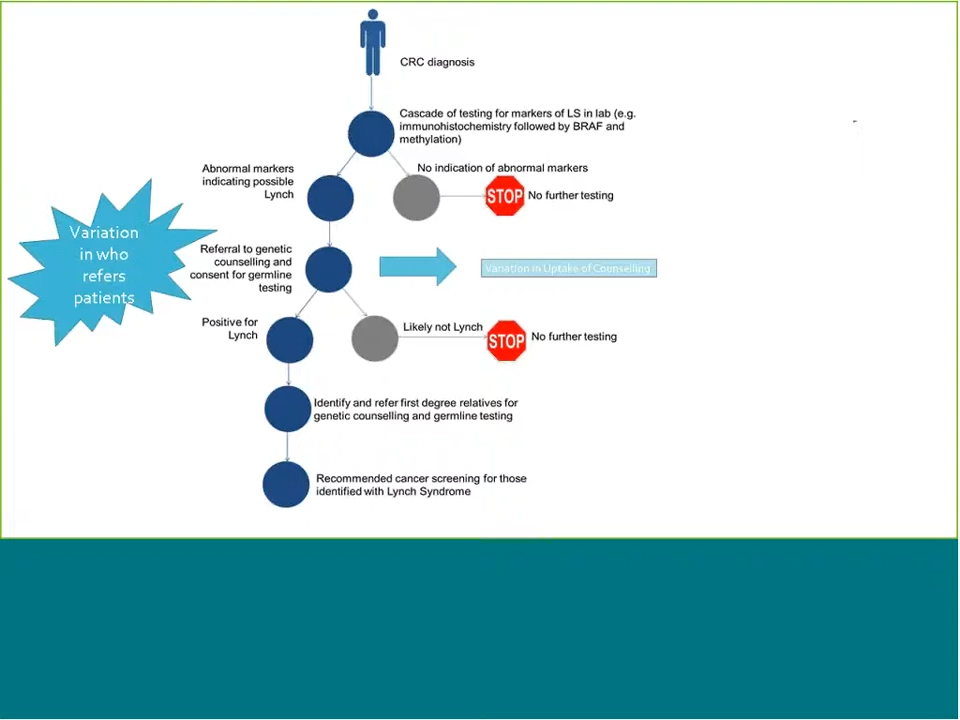 CRC diagnosis
Cascade of testing for markers of LS in lab (e.g.
immunohistochemistry followed by BRAF and
methylation)
Abnormal markers
indicating possible
Lynch
No indication of abnormal markers
STOP
No further testing
Variation
in who
refers
patients
Referral to genetic
counselling and
consent for germline
testing
Variation in Uptake of Counselling
Positive for
Lynch
Likely not Lynch
STOP
No further testing
Identify and refer first degree relatives for
genetic counselling and germline testing
Recommended cancer screening for those
identified with Lynch Syndrome